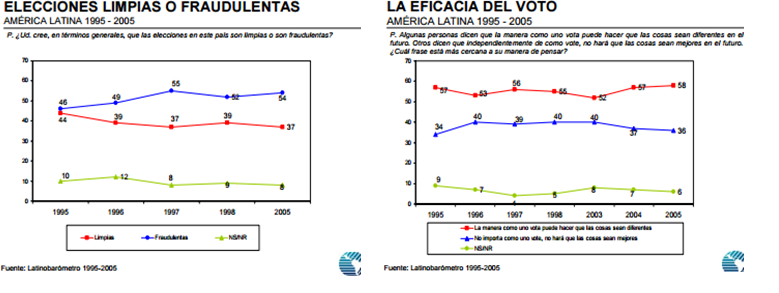 ELECCIONES LIMPIAS O FRAUDULENTAS
AMÉRICA LATINA 1995 - 2005
P. ¿Ud. cree, en términos generales, que las elecciones en este país son limpias o son fraudulentas?
70
60
50
40
30
20
10
0
46 49 55 52 54
44 39 37 39 37
10 12 8 9 8
1995 1996 1997 1998 2005
Limpias Fraudulentas NS/NR
Fuente: Latinobarómetro 1995-2005
LA EFICACIA DEL VOTO
AMÉRICA LATINA 1995 - 2005
P. Algunas personas dicen que la manera como uno vota puede hacer que las cosas sean diferentes en el
futuro. Otros dicen que independientemente de como vote, no hará que las cosas sean mejores en el futuro.
¿Cuál frase está más cercana a su manera de pensar?
70
60
50
40
30
20
10
0
57 53 56 55 52 57 58
34 40 39 40 40 37 36
9 7 5 8 7 6
1995 1996 1997 1998 2003 2004 2005
La manera como uno vota puede hacer que las cosas sean diferentes
No importa como uno vote, no hará que las cosas sean mejores
NS/NR
Fuente: Latinobarómetro 1995-2005